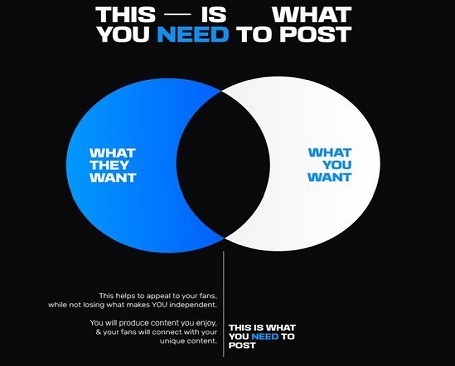 THIS — IS WHAT
YOU NEED TO POST
WHAT
THEY
WANT
WHAT
YOU
WANT
This helps to appeal to your fans,
while not losing what makes YOU independent.
You will produce content you enjoy.
& your fans will connect with your
unique content.
THIS IS WHAT
YOU NEED TO
POST